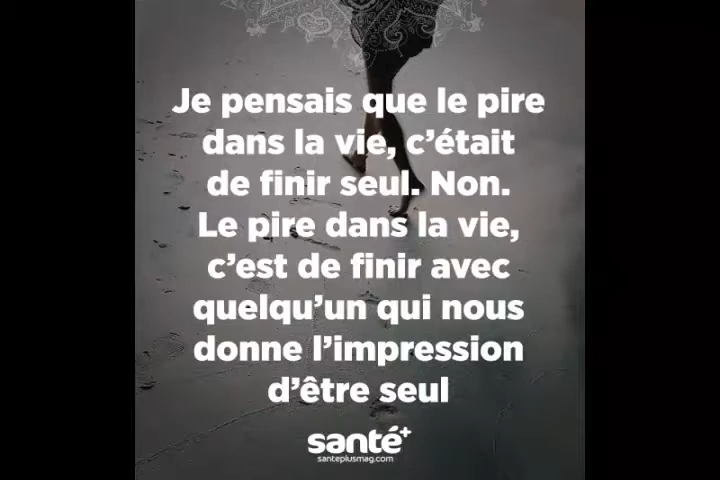 Je pensais que le pire
dans la vie, c'était
de finir seul. Non.
Le pire dans la vie,
c'est de finir avec
quelqu'un qui nous
donne l'impression
d'être seul
santé+
santeplusmag.com